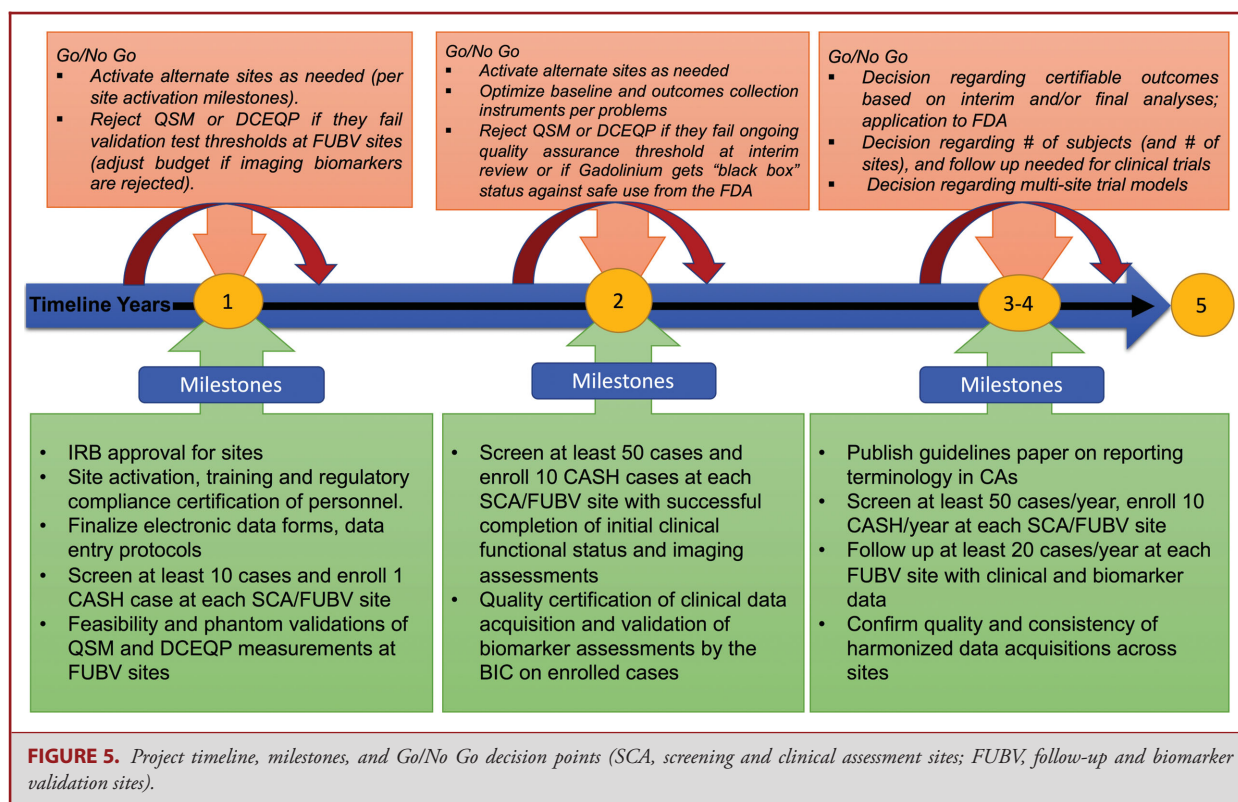 Go/No Go
▪ Activate alternate sites as needed (per
site activation milestones).
▪ Reject QSM or DCEQP if they fail
validation test thresholds at FUBV sites
(adjust budget if imaging biomarkers
are rejected).
Go/No Go
▪ Activate alternate sites as needed
▪ Optimize baseline and outcomes collection
instruments per problems
▪ Reject QSM or DCEQP if they fail ongoing
quality assurance threshold at interim
review or if Gadolinium gets “black box”
status against safe use from the FDA
Go/No Go
▪ Decision regarding certifiable outcomes
based on interim and/or final analyses;
application to FDA
▪ Decision regarding # of subjects (and # of
sites), and follow up needed for clinical trials
▪ Decision regarding multi-site trial models
Timeline Years
1
2
3-4
5
Milestones
Milestones
Milestones
• IRB approval for sites
• Site activation, training and regulatory
compliance certification of personnel.
• Finalize electronic data forms, data
entry protocols
• Screen at least 10 cases and enroll 1
CASH case at each SCA/FUBV site
• Feasibility and phantom validations of
QSM and DCEQP measurements at
FUBV sites
• Screen at least 50 cases and
enroll 10 CASH cases at each
SCA/FUBV site with successful
completion of initial clinical
functional status and imaging
assessments
• Quality certification of clinical data
acquisition and validation of
biomarker assessments by the
BIC on enrolled cases
• Publish guidelines paper on reporting
terminology in CAs
• Screen at least 50 cases/year, enroll 10
CASH/year at each SCA/FUBV site
• Follow up at least 20 cases/year at each
FUBV site with clinical and biomarker
data
• Confirm quality and consistency of
harmonized data acquisitions across
sites
FIGURE 5. Project timeline, milestones, and Go/No Go decision points (SCA, screening and clinical assessment sites; FUBV, follow-up and biomarker
validation sites).